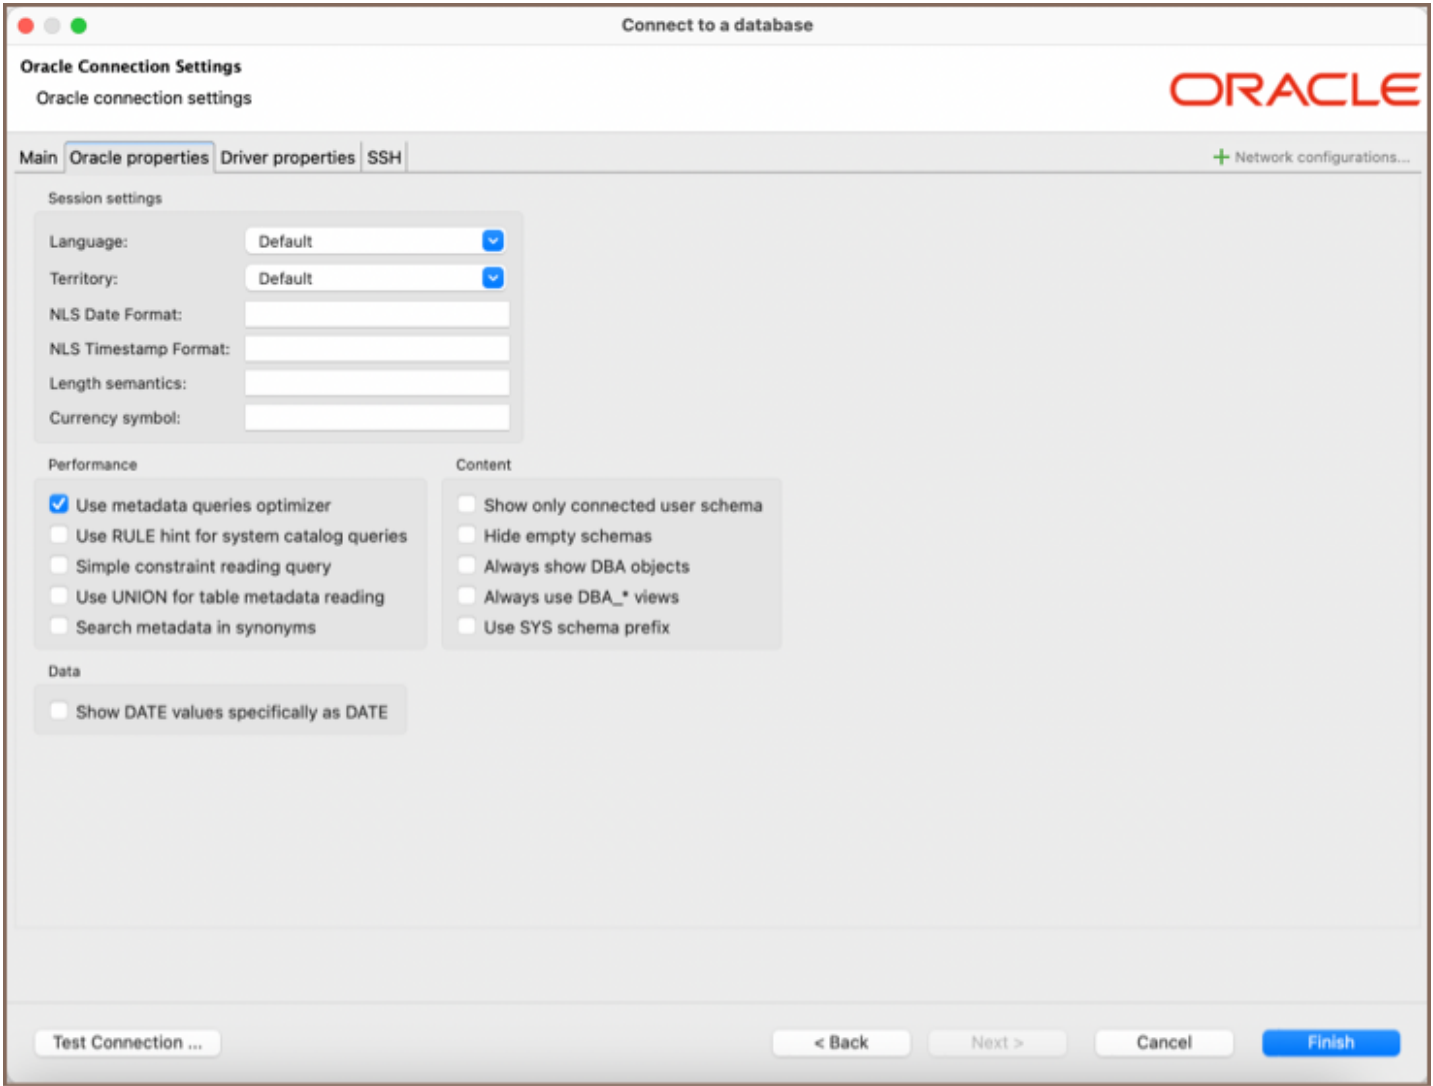 Connect to a database
Oracle Connection Settings
Oracle connection settings
ORACLE
Main Oracle properties Driver properties SSH
Network configurations...
Session settings
Language: Default
Territory: Default
NLS Date Format:
NLS Timestamp Format:
Length semantics:
Currency symbol:
Performance
Use metadata queries optimizer
Use RULE hint for system catalog queries
Simple constraint reading query
Use UNION for table metadata reading
Search metadata in synonyms
Content
Show only connected user schema
Hide empty schemas
Always show DBA objects
Always use DBA_* views
Use SYS schema prefix
Data
Show DATE values specifically as DATE
Test Connection ... < Back Next > Cancel Finish